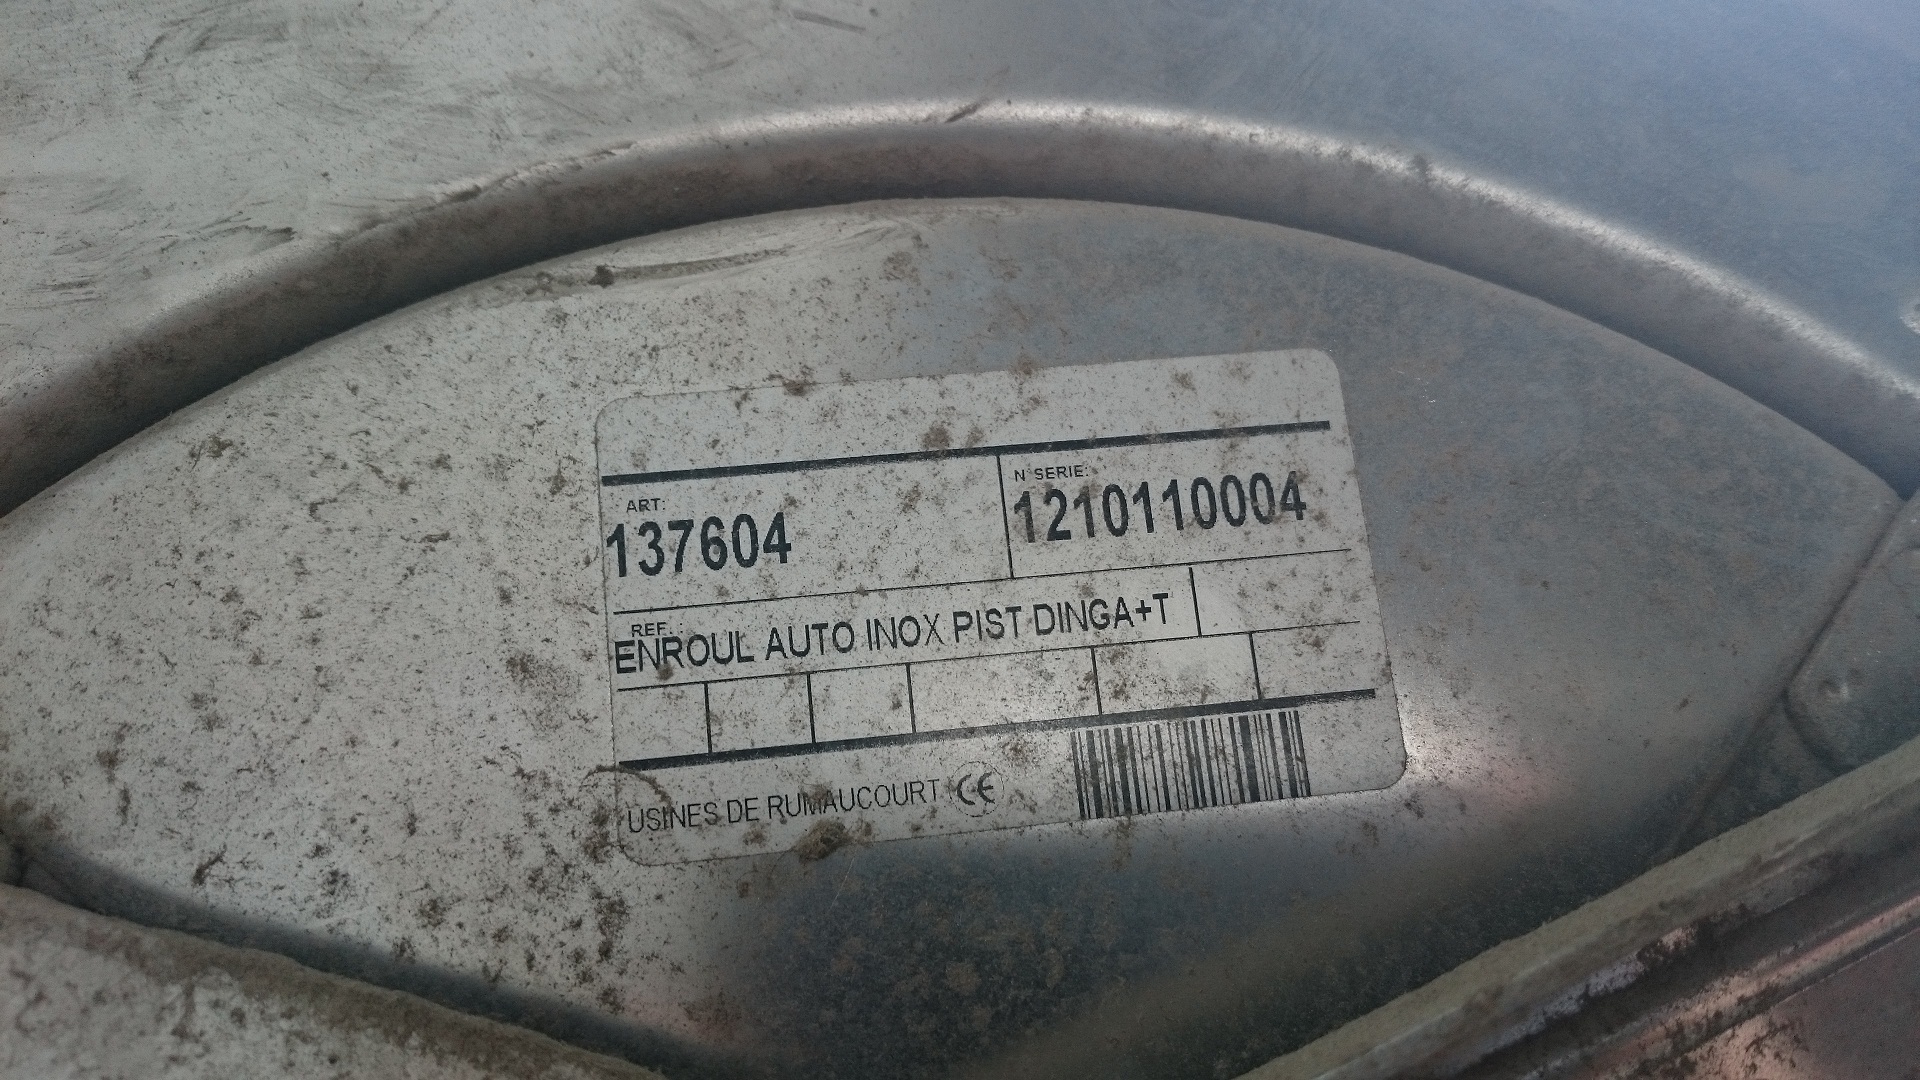 ART:
137604
N°SERIE:
1210110004
REF. :
ENROUL AUTO INOX PIST DINGA+T
USINES DE RUMAUCOURT CE